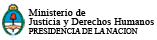 Ministerio de
Justicia y Derechos Humanos
PRESIDENCIA DE LA NACION